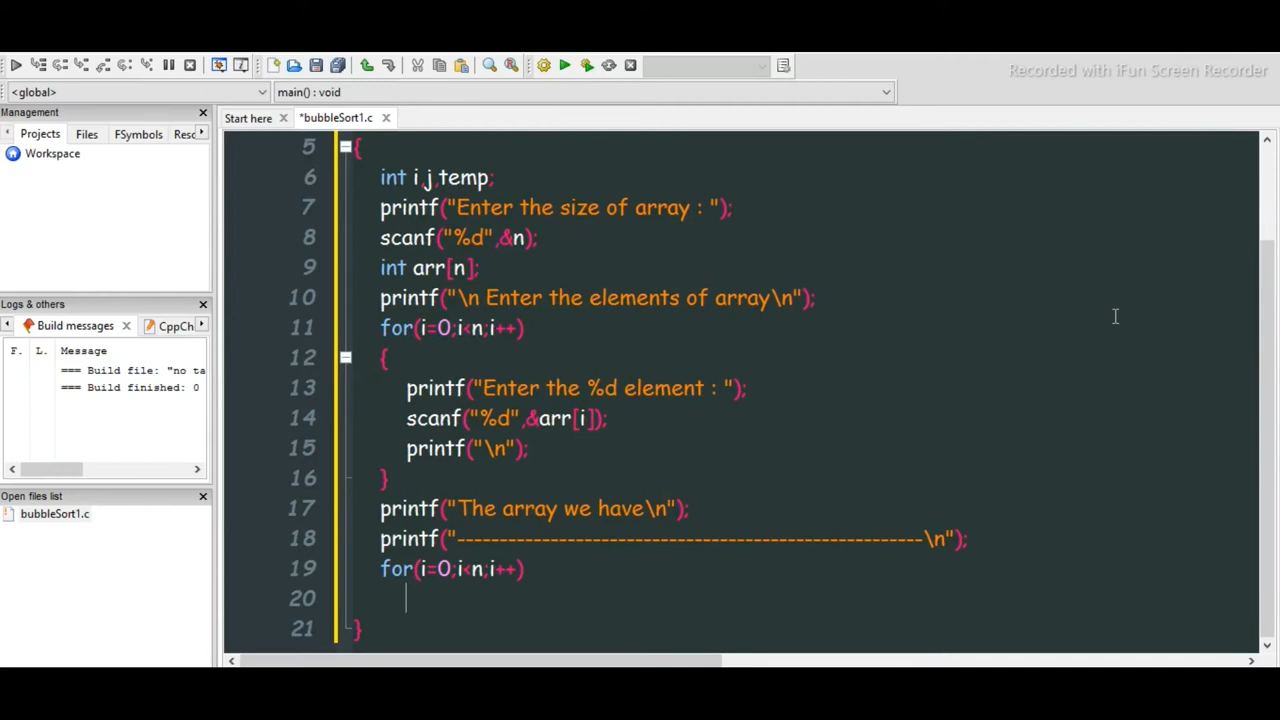 Recorded with iFun Screen Recorder
<global>
main() : void
Management
Projects
Files
FSymbols
Resc
Workspace
Start here
*bubbleSort1.c
Logs & others
Build messages
CppCh
F. L. Message
=== Build file: "no ta
=== Build finished: 0
Open files list
bubbleSort1.c
5 {
6 int i,j,temp;
7 printf("Enter the size of array : ");
8 scanf("%d",&n);
9 int arr[n];
10 printf("\n Enter the elements of array\n");
11 for(i=0;i<n;i++)
12 {
13 printf("Enter the %d element : ");
14 scanf("%d",&arr[i]);
15 printf("\n");
16 }
17 printf("The array we have\n");
18 printf("------------------------------------------------------\n");
19 for(i=0;i<n;i++)
20
21 }